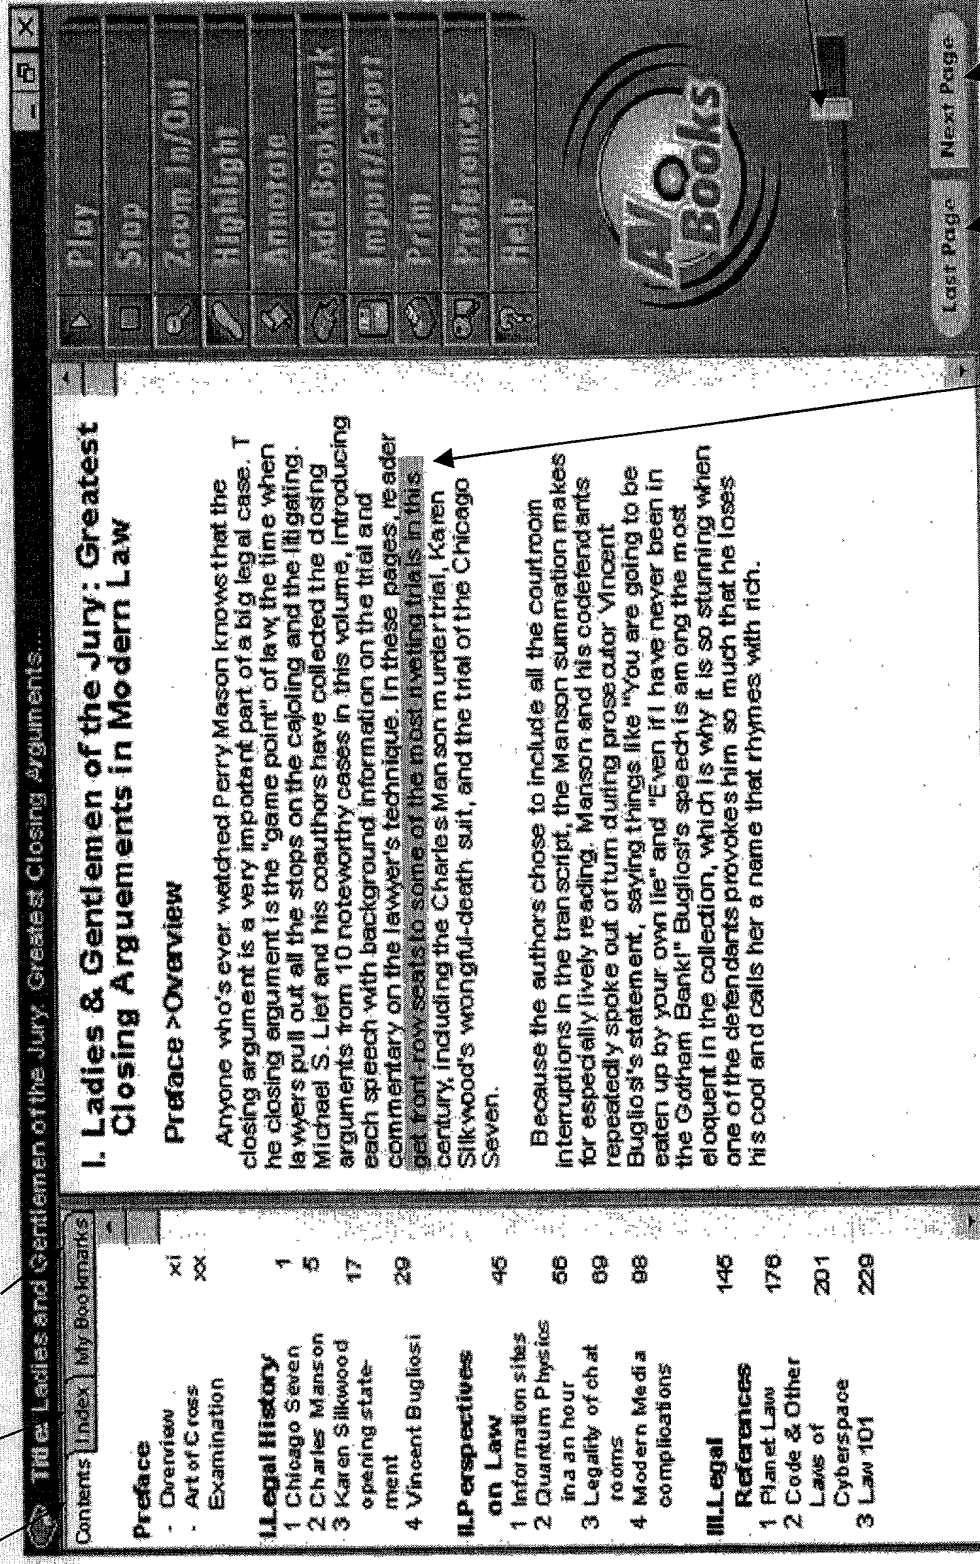 Title: Ladies and Gentlemen of the Jury: Greatest Closing Arguments...
Contents
Index
My Bookmarks
Preface
- Overview xi
- Art of Cross xx
Examination
I.Legal History
1 Chicago Seven 1
2 Charles Manson 5
3 Karen Silkwood 17
opening state-
ment
4 Vincent Bugliosi 29
II.Perspectives
on Law 45
1 Information sites
2 Quantum Physics 56
in a an hour
3 Legality of chat 69
rooms
4 Modern Media 98
complications
III.Legal 145
References
1 Planet Law 178
2 Code & Other
Laws of 201
Cyberspace
3 Law 101 229
I. Ladies & Gentlemen of the Jury: Greatest
Closing Arguements in Modern Law
Preface >Overview
Anyone who's ever watched Perry Mason knows that the
closing argument is a very important part of a big legal case. T
he closing argument is the "game point" of law, the time when
lawyers pull out all the stops on the cajoling and the litigating.
Michael S. Lief and his coauthors have collected the closing
arguments from 10 noteworthy cases in this volume, introducing
each speech with background information on the trial and
commentary on the lawyer's technique. In these pages, reader
get front-row seats to some of the most riveting trials in this
century, including the Charles Manson murder trial, Karen
Silkwood's wrongful-death suit, and the trial of the Chicago
Seven.
Because the authors chose to include all the courtroom
interruptions in the transcript, the Manson summation makes
for especially lively reading. Manson and his codefendants
repeatedly spoke out of turn during prosecutor Vincent
Bugliosi's statement, saying things like "You are going to be
eaten up by your own lie" and "Even if I have never been in
the Gotham Bank!" Bugliosi's speech is among the most
eloquent in the collection, which is why it is so stunning when
one of the defendants provokes him so much that he loses
his cool and calls her a name that rhymes with rich.
Play
Stop
Zoom In/Out
Highlight
Annotate
Add Bookmark
Import/Export
Print
Preferences
Help
AV
Books
Last Page
Next Page